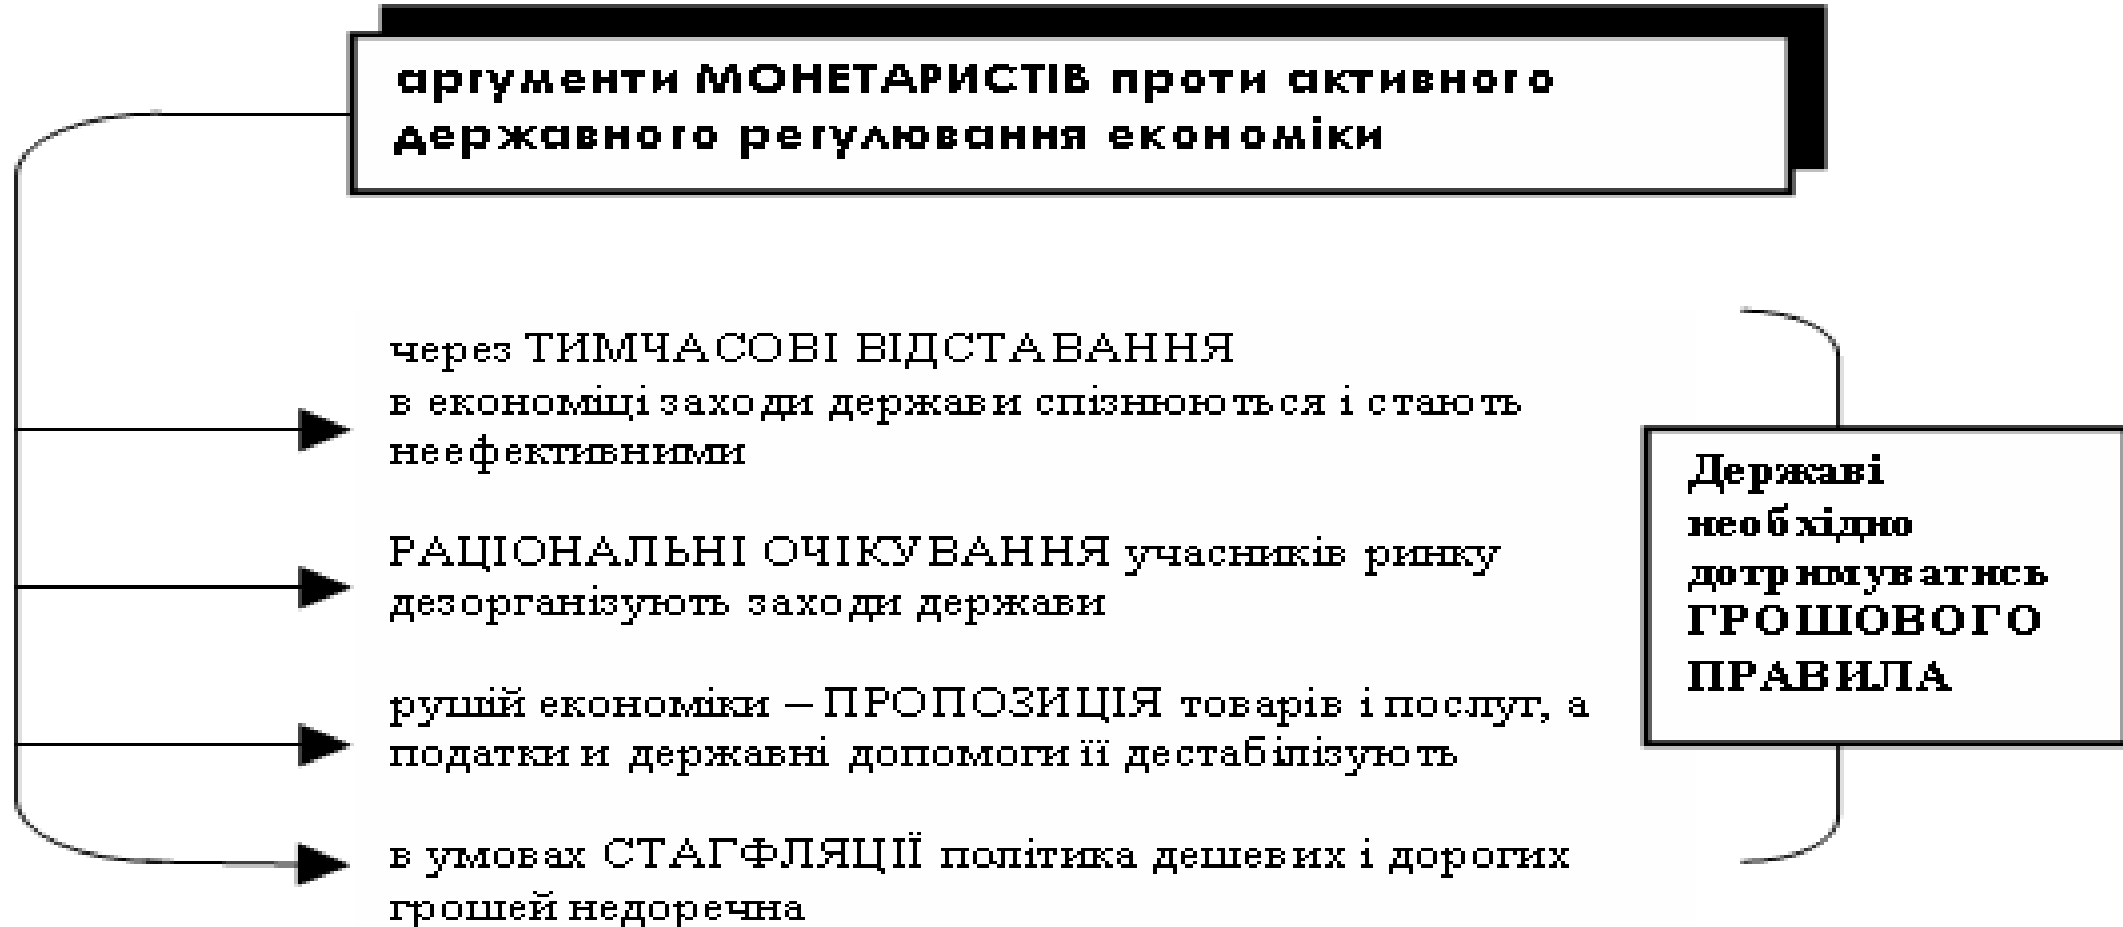 аргументи МОНЕТАРИСТІВ проти активного
державного регулювання економіки
через ТИМЧАСОВІ ВІДСТАВАННЯ
в економіці заходи держави спізнюються і стають
неефективними
РАЦІОНАЛЬНІ ОЧІКУВАННЯ учасників ринку
дезорганізують заходи держави
рушій економіки – ПРОПОЗИЦІЯ товарів і послуг, а
податки и державні допомоги її дестабілізують
в умовах СТАГФЛЯЦІЇ політика дешевих і дорогих
грошей недоречна
Державі
необхідно
дотримуватись
ГРОШОВОГО
ПРАВИЛА